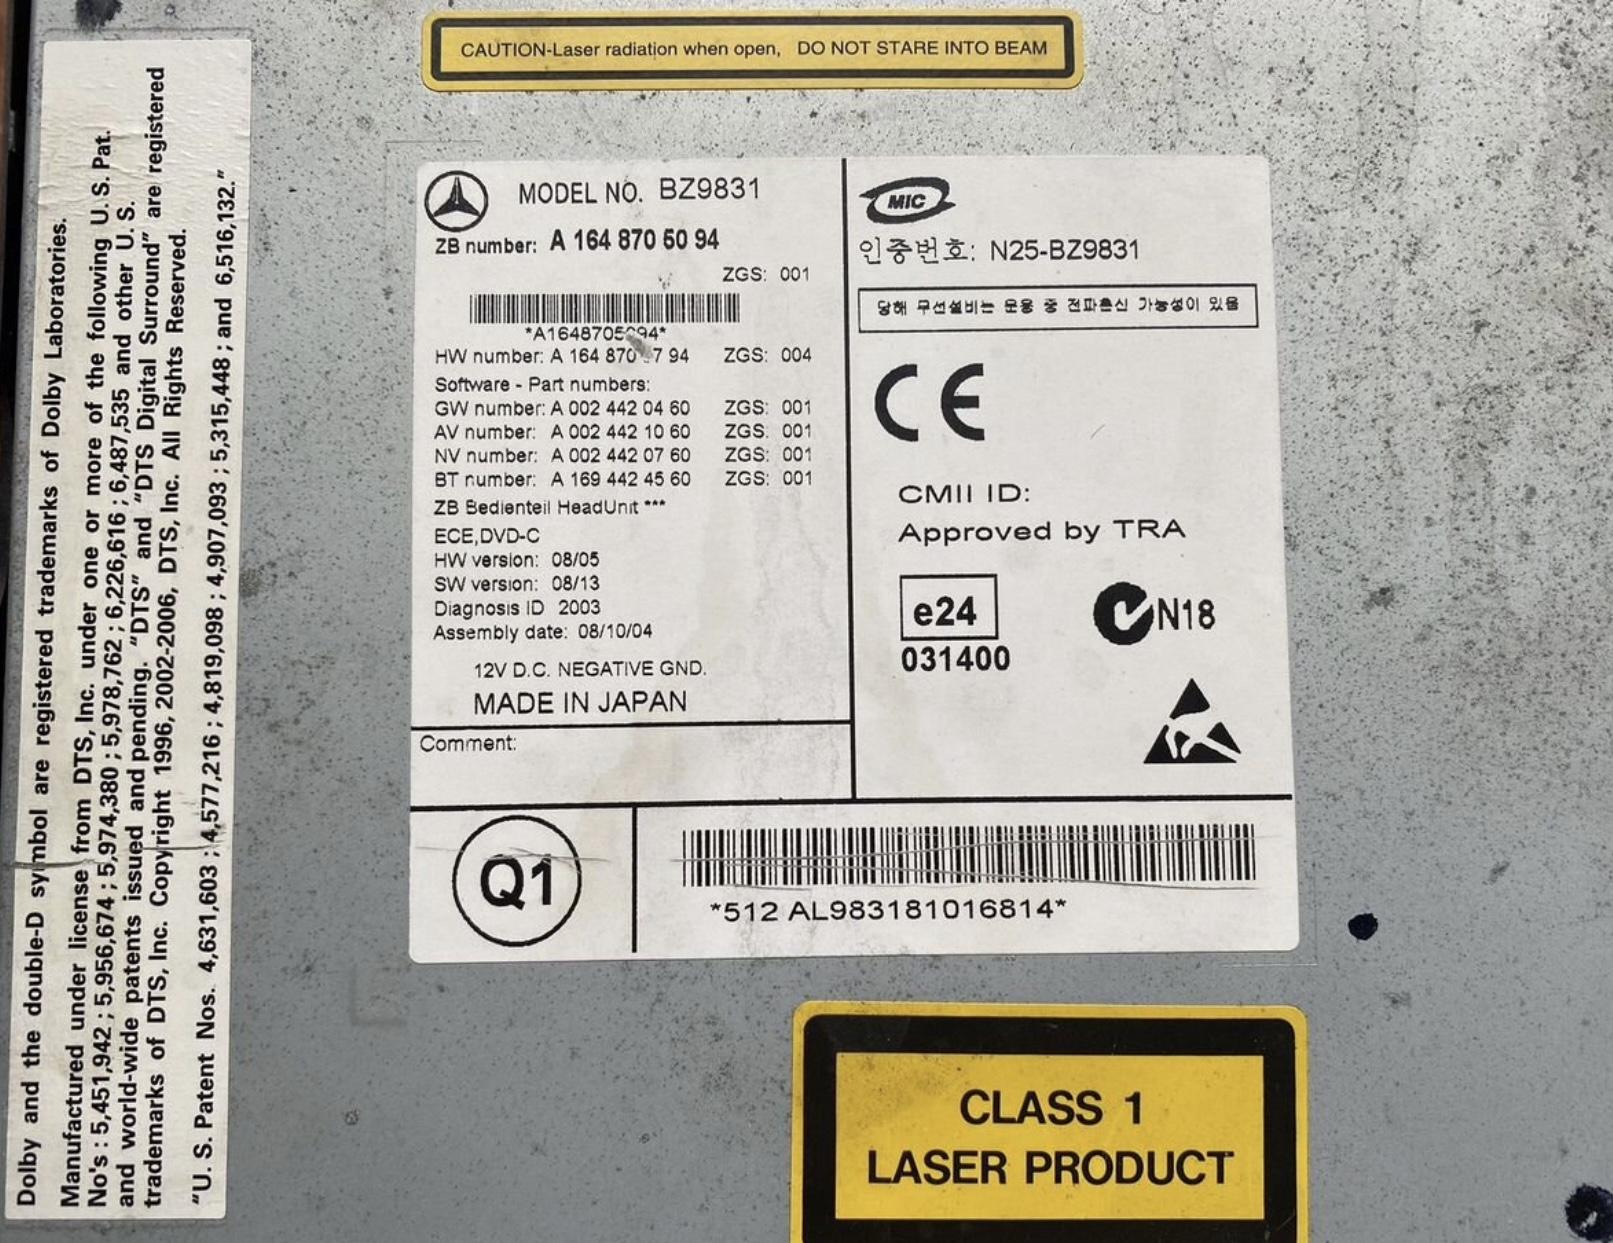 CAUTION-Laser radiation when open, DO NOT STARE INTO BEAM
Dolby and the double-D symbol are registered trademarks of Dolby Laboratories.
Manufactured under license from DTS, Inc. under one or more of the following U.S. Pat.
No's : 5,451,942 ; 5,956,674 ; 5,974,380 ; 5,978,762 ; 6,226,616 ; 6,487,535 and other U.S.
and world-wide patents issued and pending. "DTS" and "DTS Digital Surround" are registered
trademarks of DTS, Inc. Copyright 1996, 2002-2006, DTS, Inc. All Rights Reserved.
"U. S. Patent Nos. 4,631,603 ; 4,577,216 ; 4,819,098 ; 4,907,093 ; 5,315,448 ; and 6,516,132."
MODEL NO. BZ9831
ZB number: A 164 870 50 94
ZGS: 001
HW number: A 164 870 94 ZGS: 004
Software - Part numbers:
GW number: A 002 442 04 60 ZGS: 001
AV number: A 002 442 10 60 ZGS: 001
NV number: A 002 442 07 60 ZGS: 001
BT number: A 169 442 45 60 ZGS: 001
ZB Bedienteil HeadUnit ***
ECE,DVD-C
HW version: 08/05
SW version: 08/13
Diagnosis ID 2003
Assembly date: 08/10/04
12V D.C. NEGATIVE GND.
MADE IN JAPAN
Comment:
MIC
인증번호: N25-BZ9831
당해 무선설비는 운용 중 전파혼신 가능성이 있음
CE
CMII ID:
Approved by TRA
e24
031400
N18
Q1
*512 AL983181016814*
CLASS 1
LASER PRODUCT